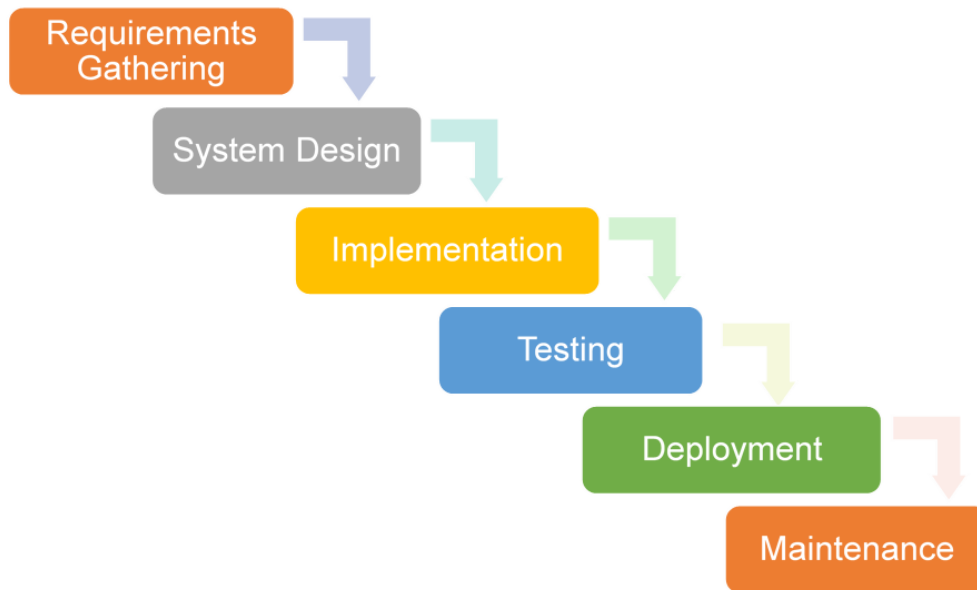 Requirements
Gathering
System Design
Implementation
Testing
Deployment
Maintenance